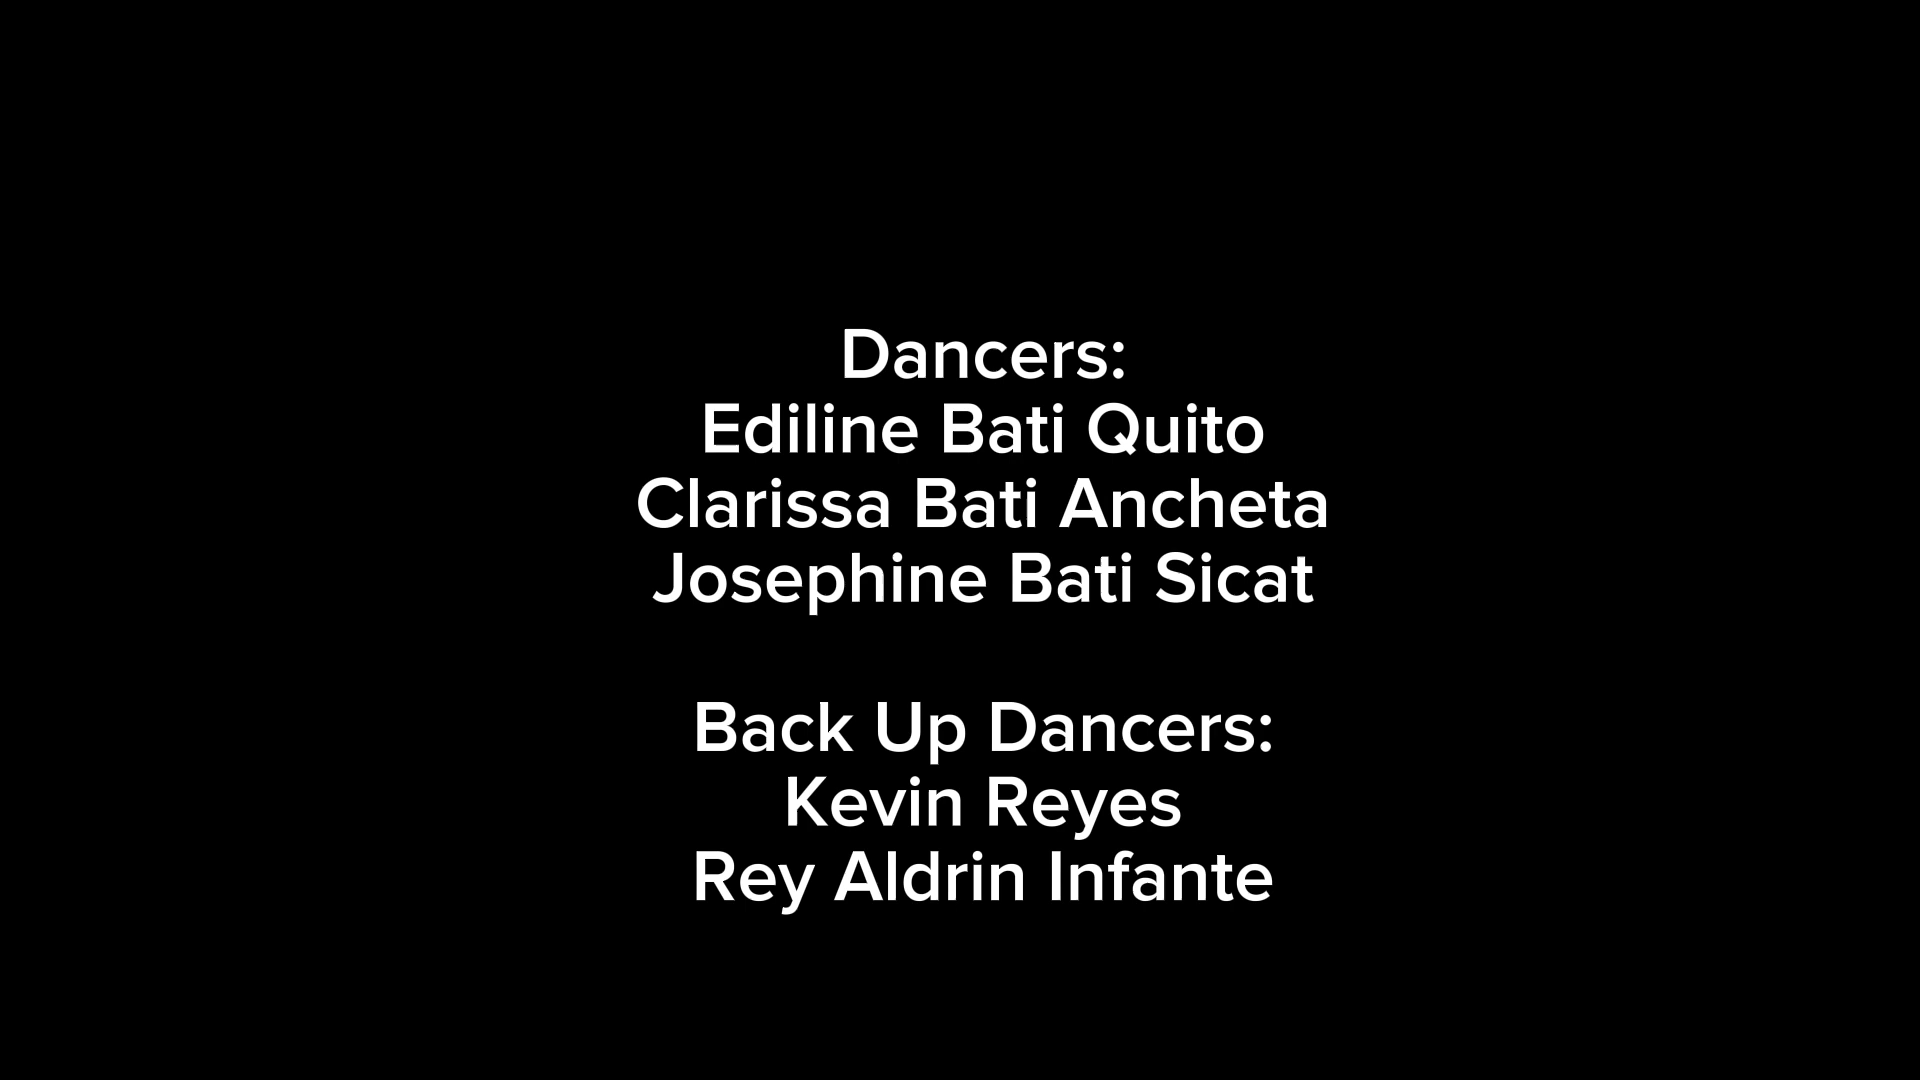 Dancers:
Ediline Bati Quito
Clarissa Bati Ancheta
Josephine Bati Sicat
Back Up Dancers:
Kevin Reyes
Rey Aldrin Infante